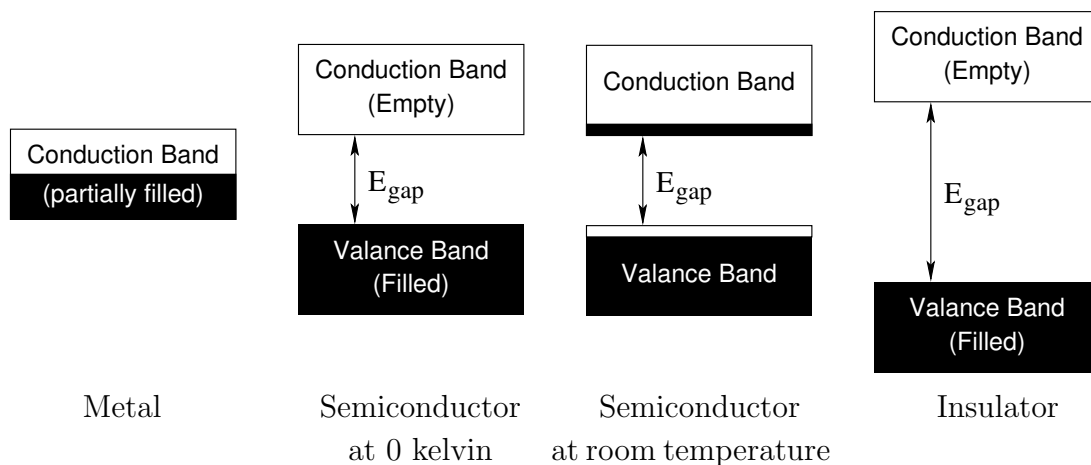 Conduction Band
(partially filled)
Metal
Conduction Band
(Empty)
E_gap
Valance Band
(Filled)
Semiconductor
at 0 kelvin
Conduction Band
E_gap
Valance Band
Semiconductor
at room temperature
Conduction Band
(Empty)
E_gap
Valance Band
(Filled)
Insulator